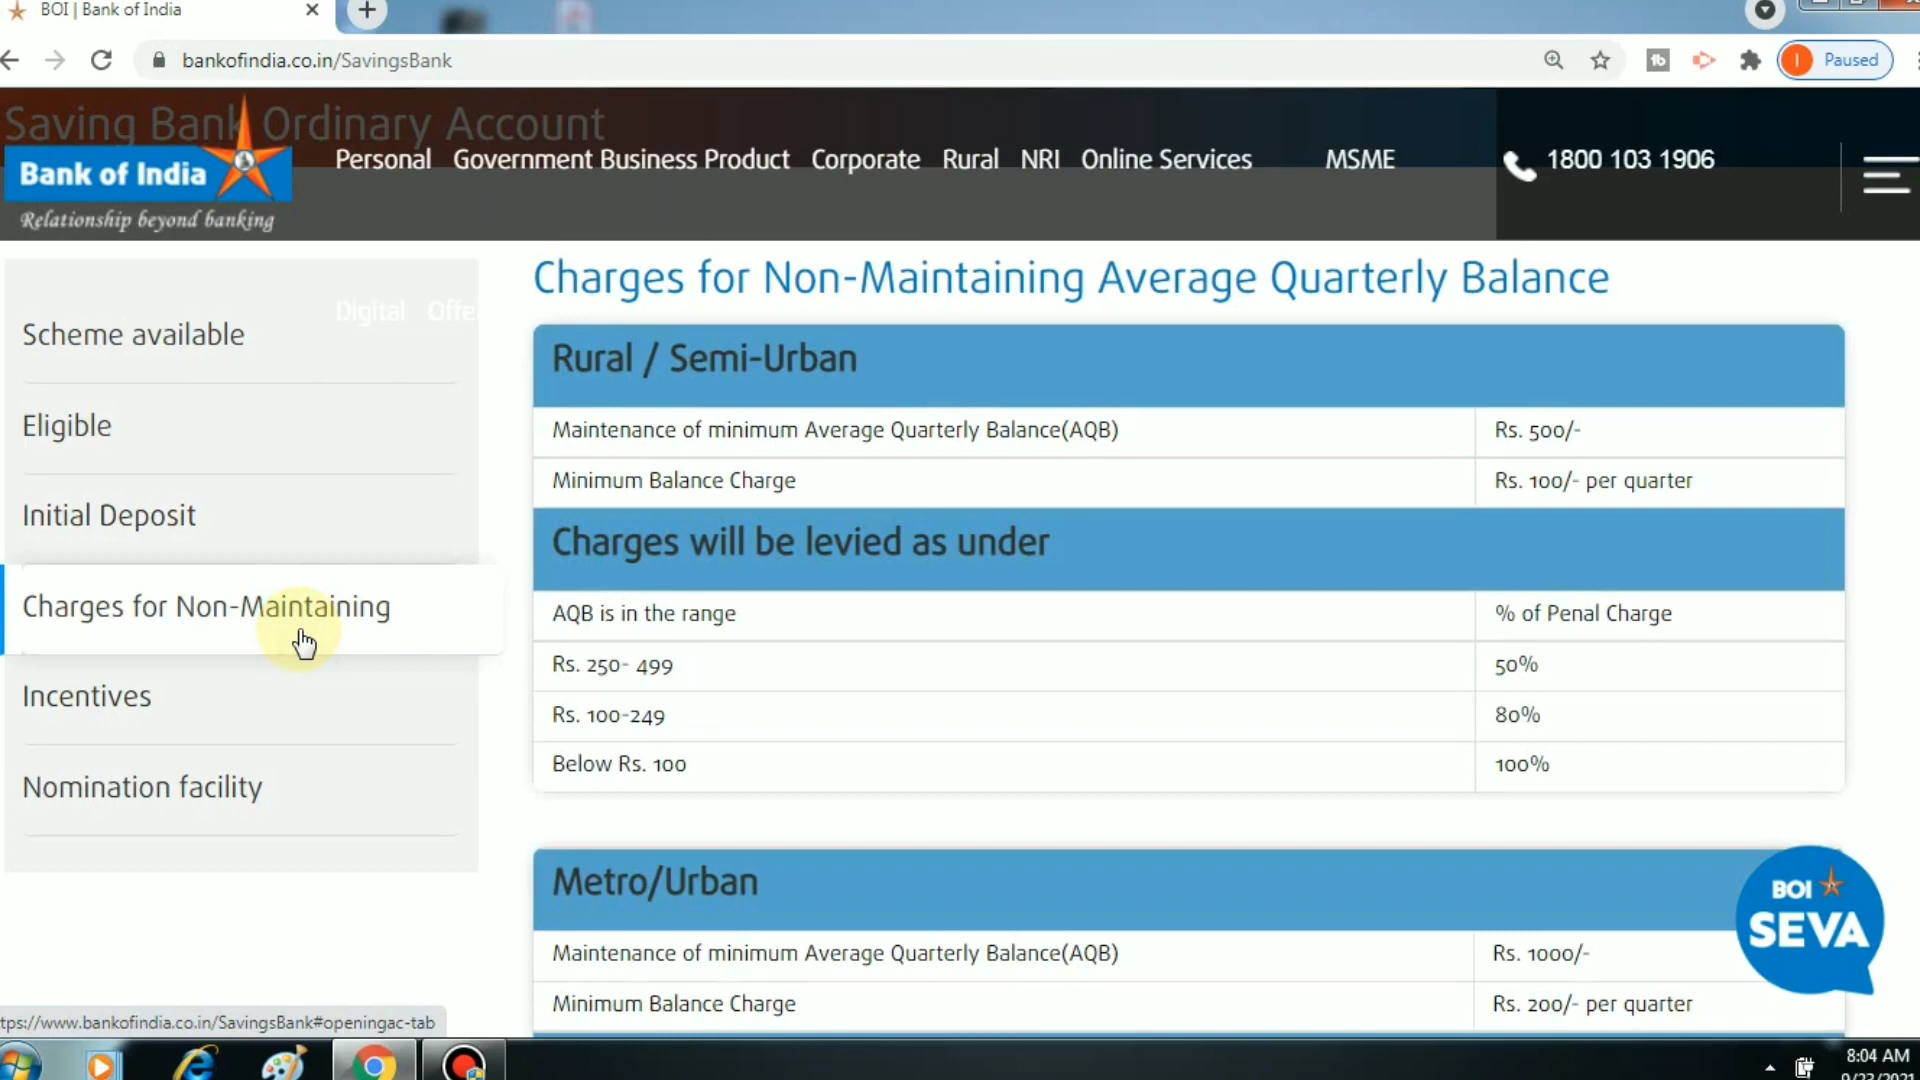 BOI | Bank of India
bankofindia.co.in/SavingsBank
Paused
Saving Bank Ordinary Account
Bank of India
Relationship beyond banking
Personal Government Business Product Corporate Rural NRI Online Services MSME
1800 103 1906
Digital
Scheme available
Eligible
Initial Deposit
Charges for Non-Maintaining
Incentives
Nomination facility
Charges for Non-Maintaining Average Quarterly Balance
Rural / Semi-Urban
Maintenance of minimum Average Quarterly Balance(AQB) Rs. 500/-
Minimum Balance Charge Rs. 100/- per quarter
Charges will be levied as under
AQB is in the range % of Penal Charge
Rs. 250- 499 50%
Rs. 100-249 80%
Below Rs. 100 100%
Metro/Urban
Maintenance of minimum Average Quarterly Balance(AQB) Rs. 1000/-
Minimum Balance Charge Rs. 200/- per quarter
BOI
SEVA
tps://www.bankofindia.co.in/SavingsBank#openingac-tab
8:04 AM